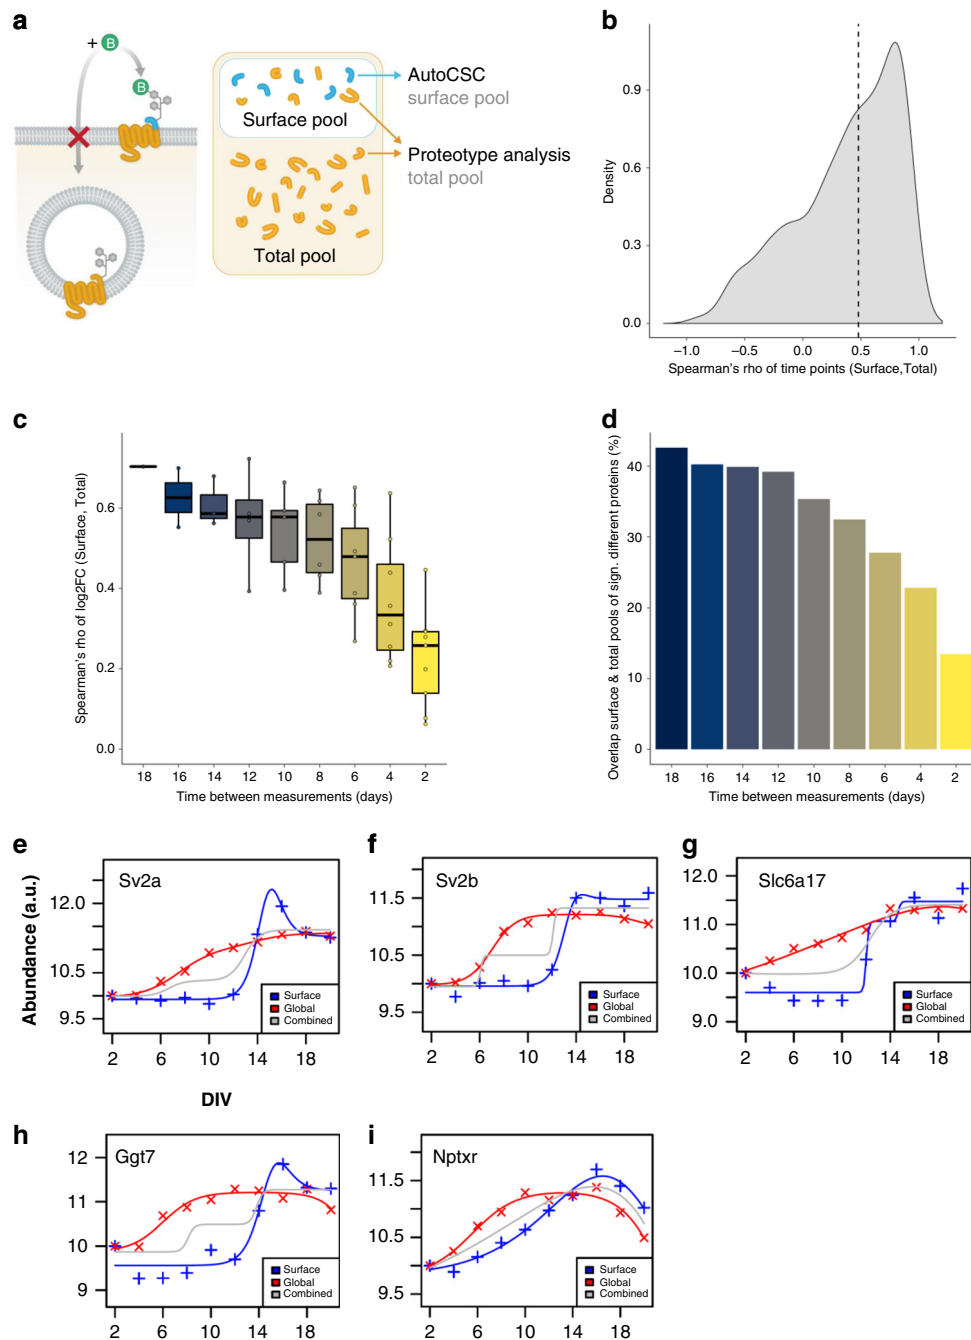 a
+ B
B
Surface pool
Total pool
AutoCSC
surface pool
Proteotype analysis
total pool
b
Density
0.9
0.6
0.3
0.0
−1.0 −0.5 0.0 0.5 1.0
Spearman's rho of time points (Surface,Total)
c
Spearman's rho of log2FC (Surface, Total)
0.6
0.4
0.2
0.0
18 16 14 12 10 8 6 4 2
Time between measurements (days)
d
Overlap surface & total pools of sign. different proteins (%)
40
30
20
10
0
18 16 14 12 10 8 6 4 2
Time between measurements (days)
e
Abundance (a.u.)
Sv2a
12.0
10.5
9.5
Surface
Global
Combined
2 6 10 14 18
DIV
f
Sv2b
11.5
10.5
9.5
Surface
Global
Combined
2 6 10 14 18
g
Slc6a17
12.0
11.0
10.0
9.0
Surface
Global
Combined
2 6 10 14 18
h
Ggt7
12
11
10
9
Surface
Global
Combined
2 6 10 14 18
i
Nptxr
11.5
10.5
9.5
Surface
Global
Combined
2 6 10 14 18